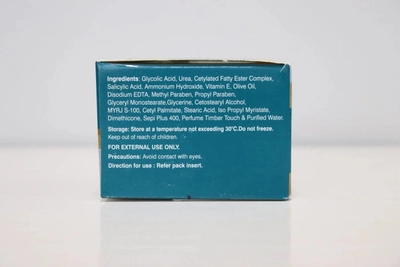 Ingredients: Glycolic Acid, Urea, Cetylated Fatty Ester Complex,
Salicylic Acid, Ammonium Hydroxide, Vitamin E, Olive Oil,
Disodium EDTA, Methyl Paraben, Propyl Paraben,
Glyceryl Monostearate,Glycerine, Cetostearyl Alcohol,
MYRJ S-100, Cetyl Palmitate, Stearic Acid, Iso Propyl Myristate,
Dimethicone, Sepi Plus 400, Perfume Timber Touch & Purified Water.
Storage: Store at a temperature not exceeding 30°C.Do not freeze.
Keep out of reach of children.
FOR EXTERNAL USE ONLY.
Precautions: Avoid contact with eyes.
Direction for use : Refer pack insert.